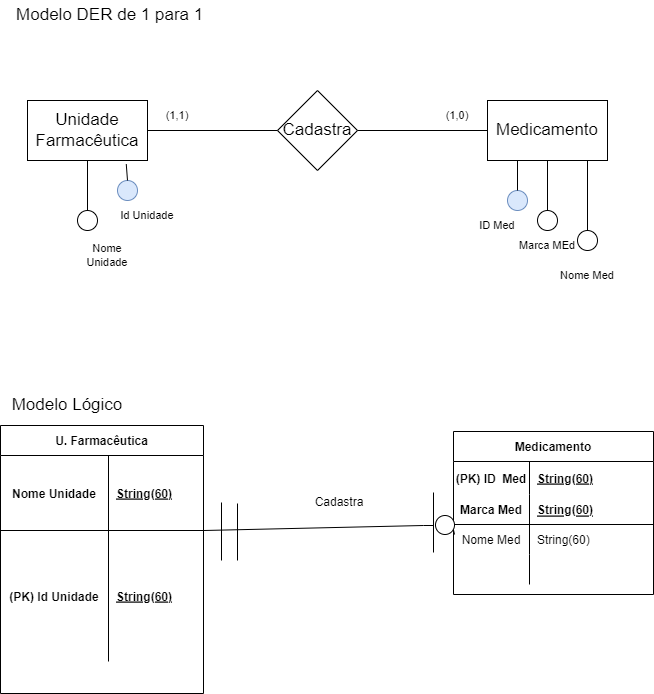 Modelo DER de 1 para 1
Unidade
Farmacêutica
(1,1)
Cadastra
(1,0)
Medicamento
Id Unidade
Nome
Unidade
ID Med
Marca MEd
Nome Med
Modelo Lógico
U. Farmacêutica
Nome Unidade String(60)
(PK) Id Unidade String(60)
Cadastra
Medicamento
(PK) ID Med String(60)
Marca Med String(60)
Nome Med String(60)